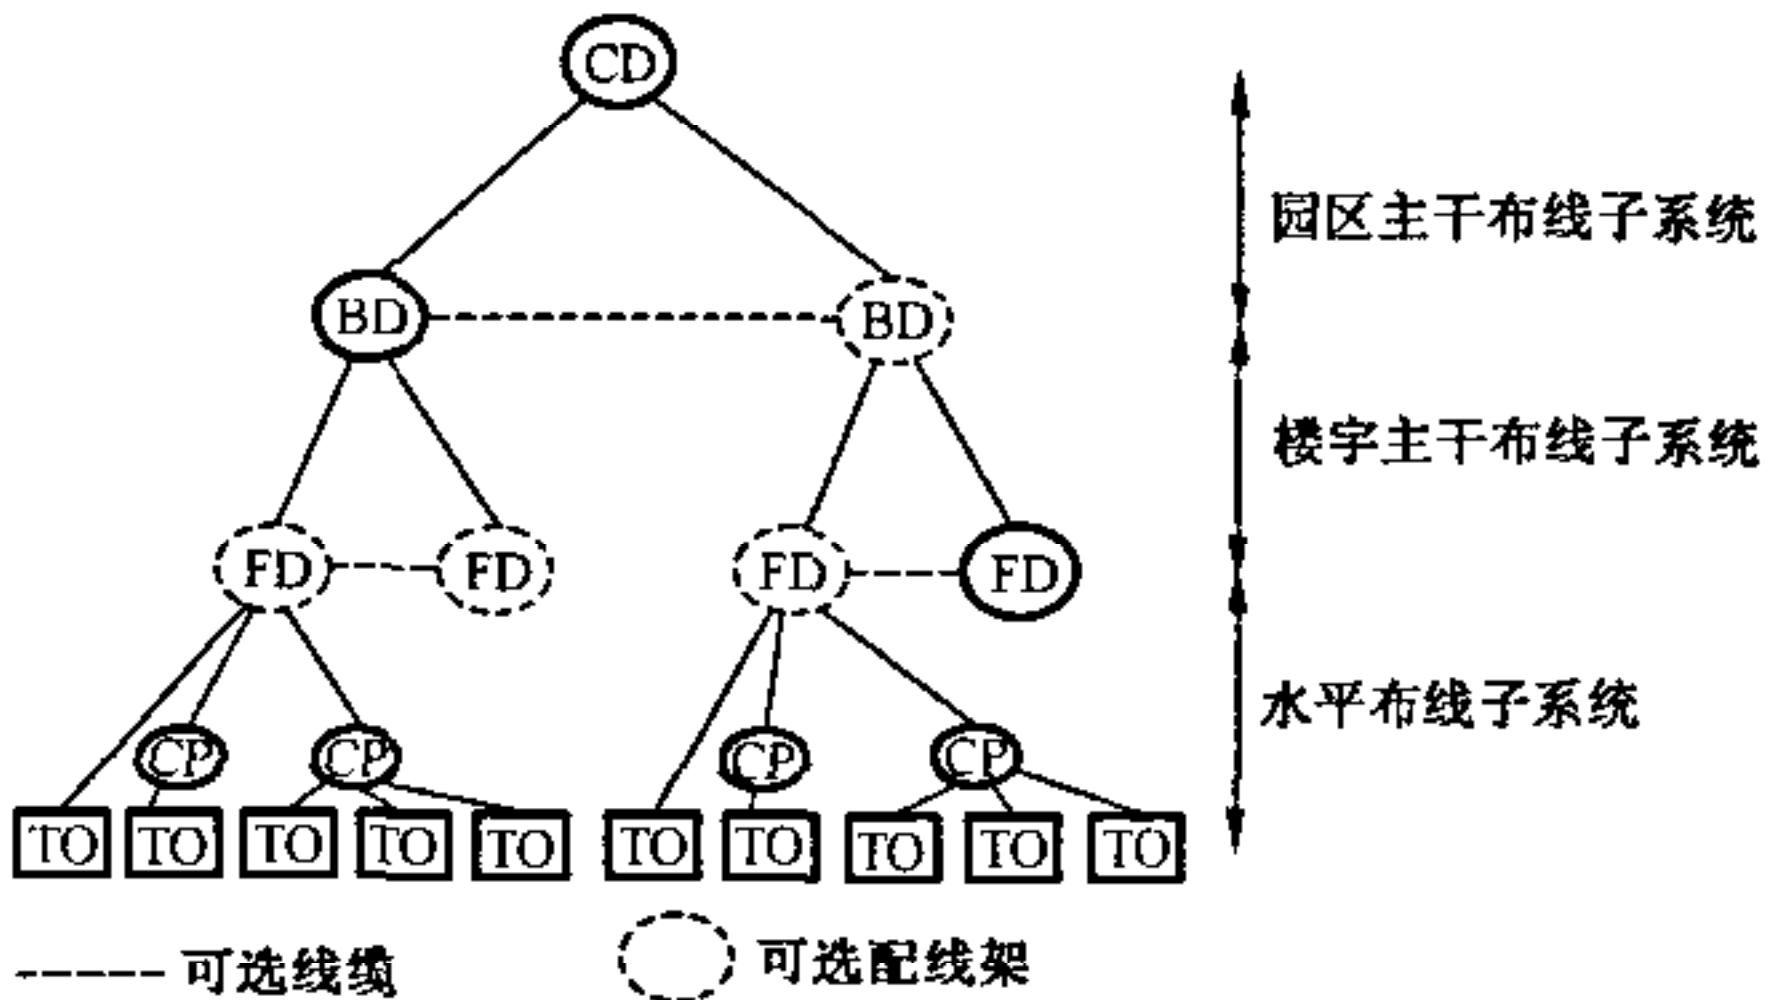 CD
园区主干布线子系统
BD BD
楼宇主干布线子系统
FD FD FD FD
水平布线子系统
CP CP CP CP
TO TO TO TO TO TO TO TO TO TO
可选线缆 可选配线架